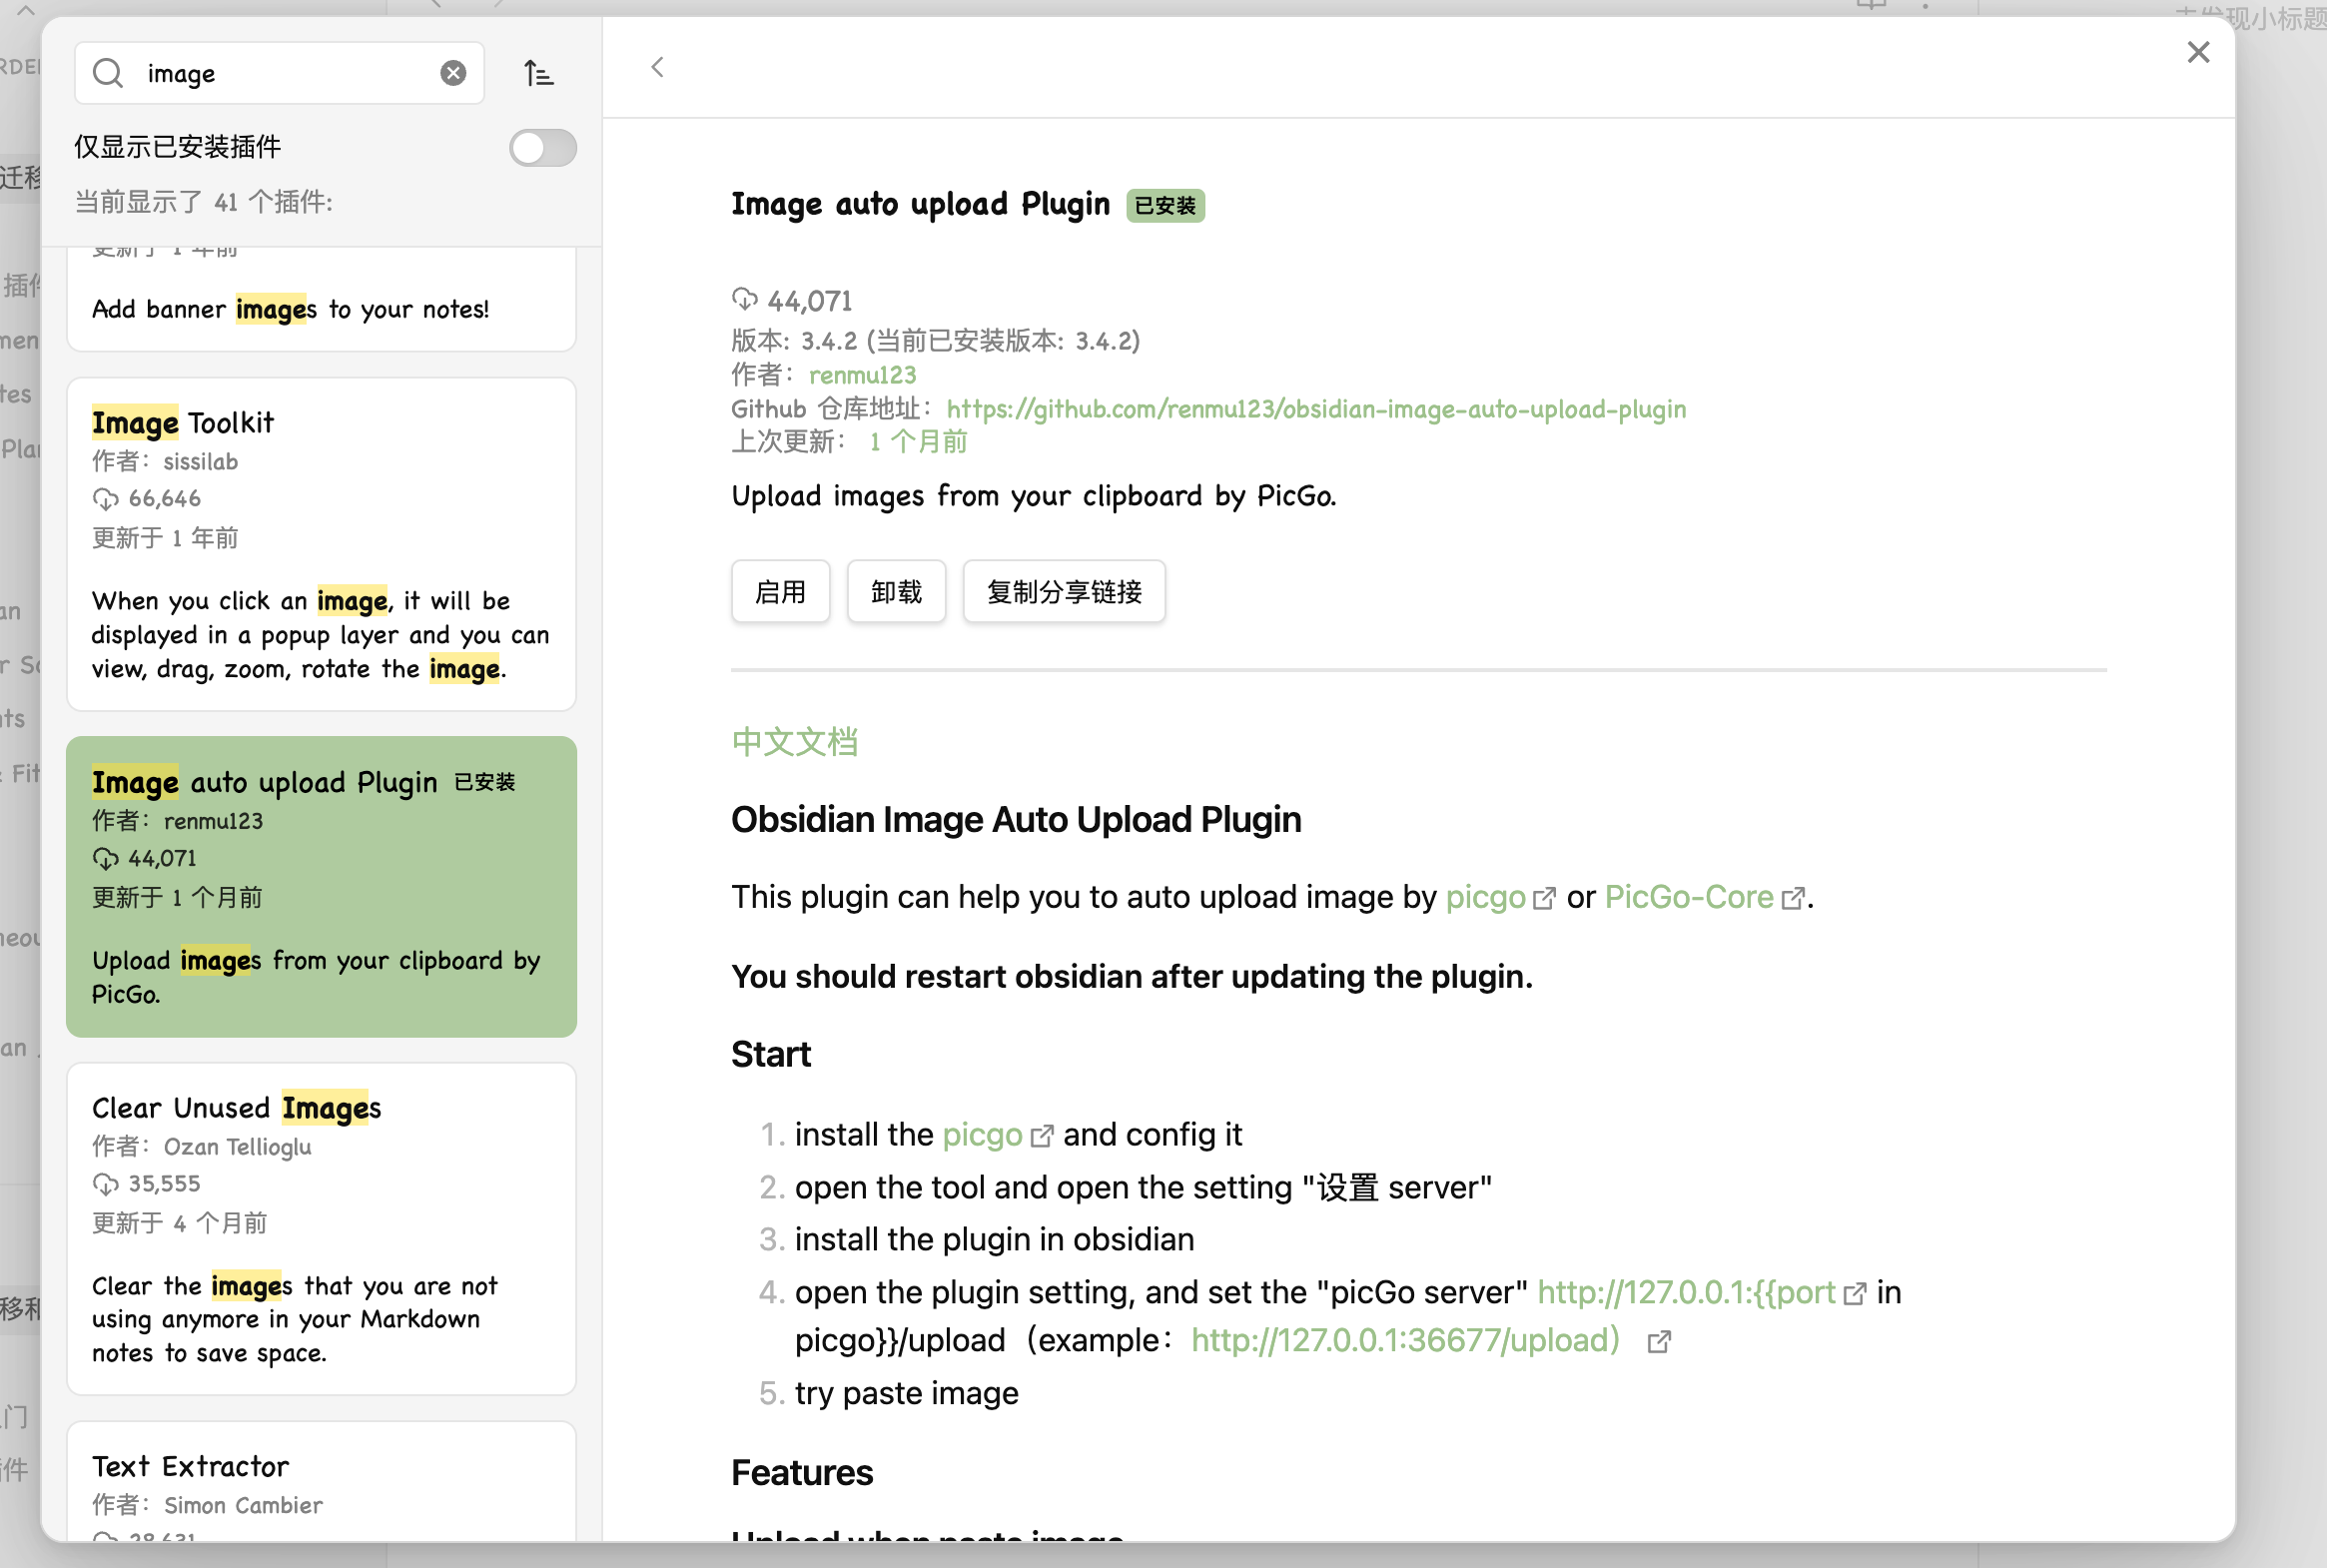 image
仅显示已安装插件
当前显示了 41 个插件:
更新于 1 年前
Add banner images to your notes!
Image Toolkit
作者：sissilab
66,646
更新于 1 年前
When you click an image, it will be
displayed in a popup layer and you can
view, drag, zoom, rotate the image.
Image auto upload Plugin 已安装
作者：renmu123
44,071
更新于 1 个月前
Upload images from your clipboard by
PicGo.
Clear Unused Images
作者：Ozan Tellioglu
35,555
更新于 4 个月前
Clear the images that you are not
using anymore in your Markdown
notes to save space.
Text Extractor
作者：Simon Cambier
28,631
Image auto upload Plugin 已安装
44,071
版本: 3.4.2 (当前已安装版本: 3.4.2)
作者：renmu123
Github 仓库地址：https://github.com/renmu123/obsidian-image-auto-upload-plugin
上次更新： 1 个月前
Upload images from your clipboard by PicGo.
启用 卸载 复制分享链接
中文文档
Obsidian Image Auto Upload Plugin
This plugin can help you to auto upload image by picgo or PicGo-Core.
You should restart obsidian after updating the plugin.
Start
1. install the picgo and config it
2. open the tool and open the setting "设置 server"
3. install the plugin in obsidian
4. open the plugin setting, and set the "picGo server" http://127.0.0.1:{{port in
picgo}}/upload（example：http://127.0.0.1:36677/upload）
5. try paste image
Features
Upload when paste image